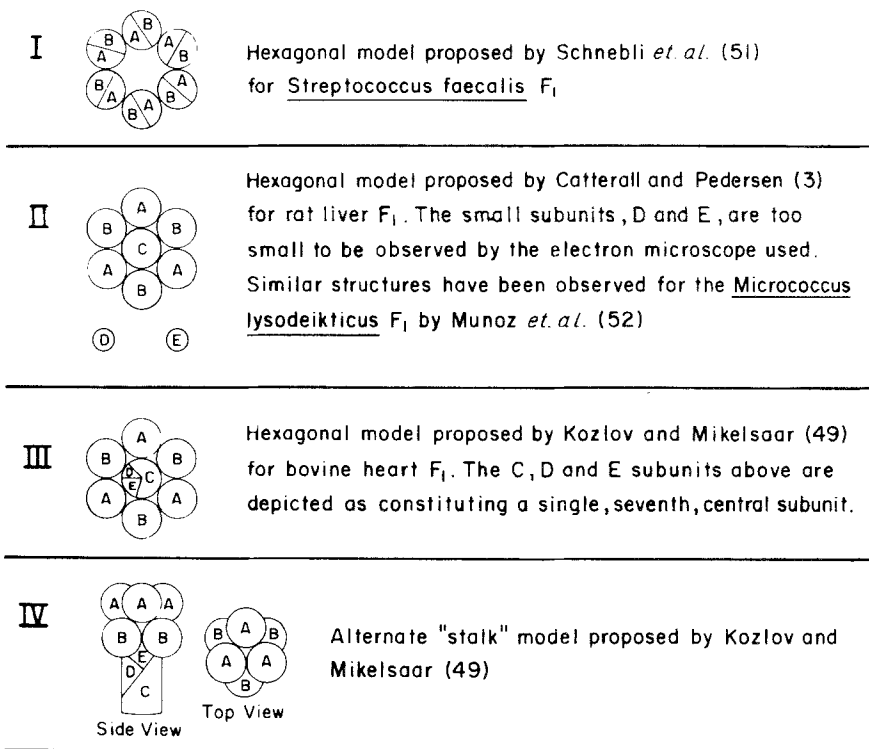 I
B
A
A
B
A
B
B
A
B
A
B
A
Hexagonal model proposed by Schnebli et. al. (51)
for Streptococcus faecalis F₁
II
A
B
B
C
A
A
B
D
E
Hexagonal model proposed by Catterall and Pedersen (3)
for rat liver F₁. The small subunits, D and E, are too
small to be observed by the electron microscope used.
Similar structures have been observed for the Micrococcus
lysodeikticus F₁ by Munoz et. al. (52)
III
A
B
B
D
C
E
A
A
B
Hexagonal model proposed by Kozlov and Mikelsaar (49)
for bovine heart F₁. The C, D and E subunits above are
depicted as constituting a single, seventh, central subunit.
IV
A
A
A
B
B
E
D
C
Side View
B
A
B
A
A
B
Top View
Alternate "stalk" model proposed by Kozlov and
Mikelsaar (49)